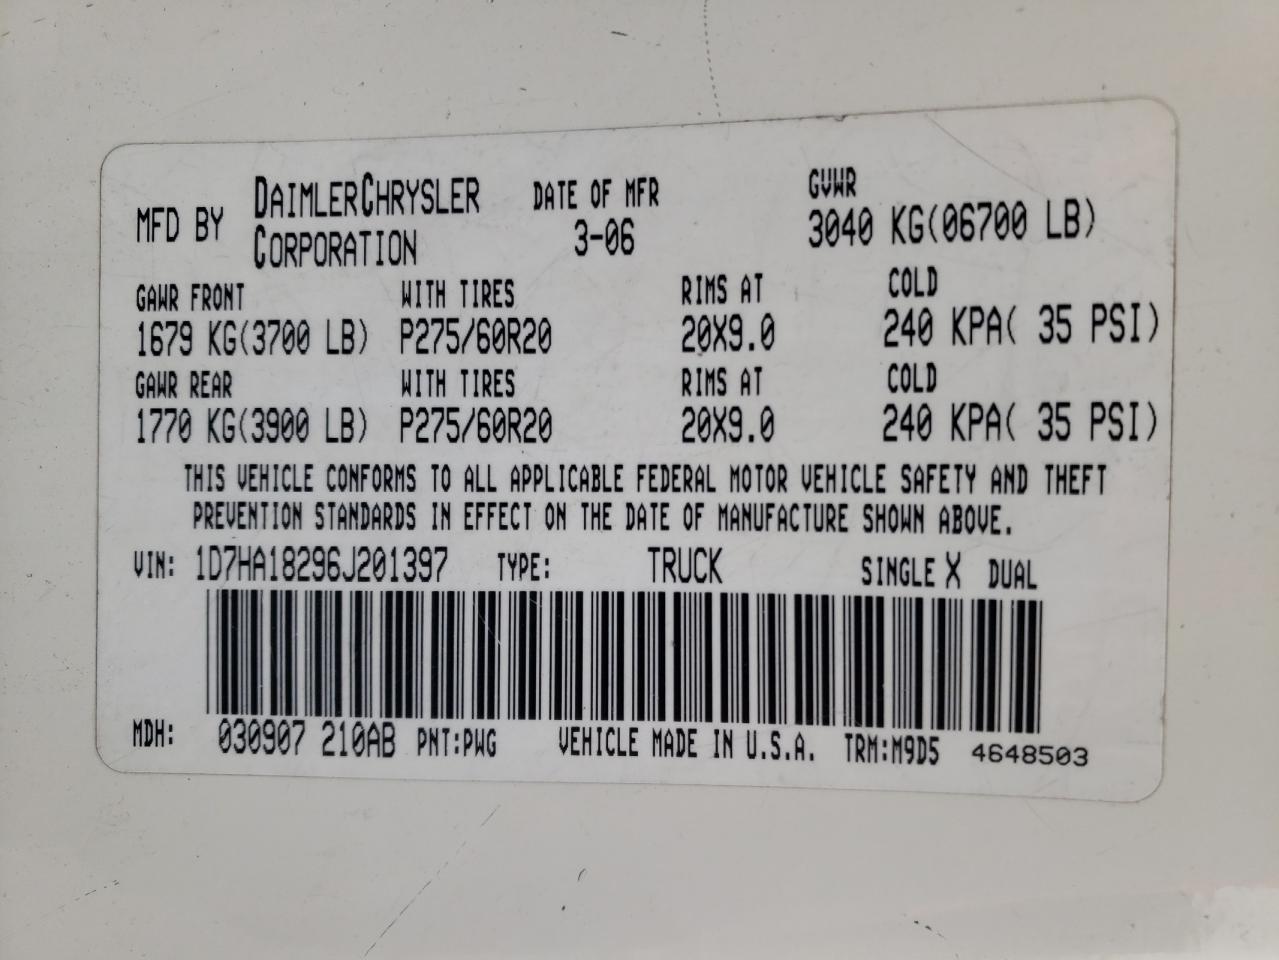 MFD BY DAIMLERCHRYSLER CORPORATION DATE OF MFR 3-06 GVWR 3040 KG(06700 LB)
GAWR FRONT WITH TIRES RIMS AT COLD
1679 KG(3700 LB) P275/60R20 20X9.0 240 KPA( 35 PSI)
GAWR REAR WITH TIRES RIMS AT COLD
1770 KG(3900 LB) P275/60R20 20X9.0 240 KPA( 35 PSI)
THIS VEHICLE CONFORMS TO ALL APPLICABLE FEDERAL MOTOR VEHICLE SAFETY AND THEFT
PREVENTION STANDARDS IN EFFECT ON THE DATE OF MANUFACTURE SHOWN ABOVE.
VIN: 1D7HA18296J201397 TYPE: TRUCK SINGLE X DUAL
MDH: 030907 210AB PNT:PWG VEHICLE MADE IN U.S.A. TRM:M9D5 4648503